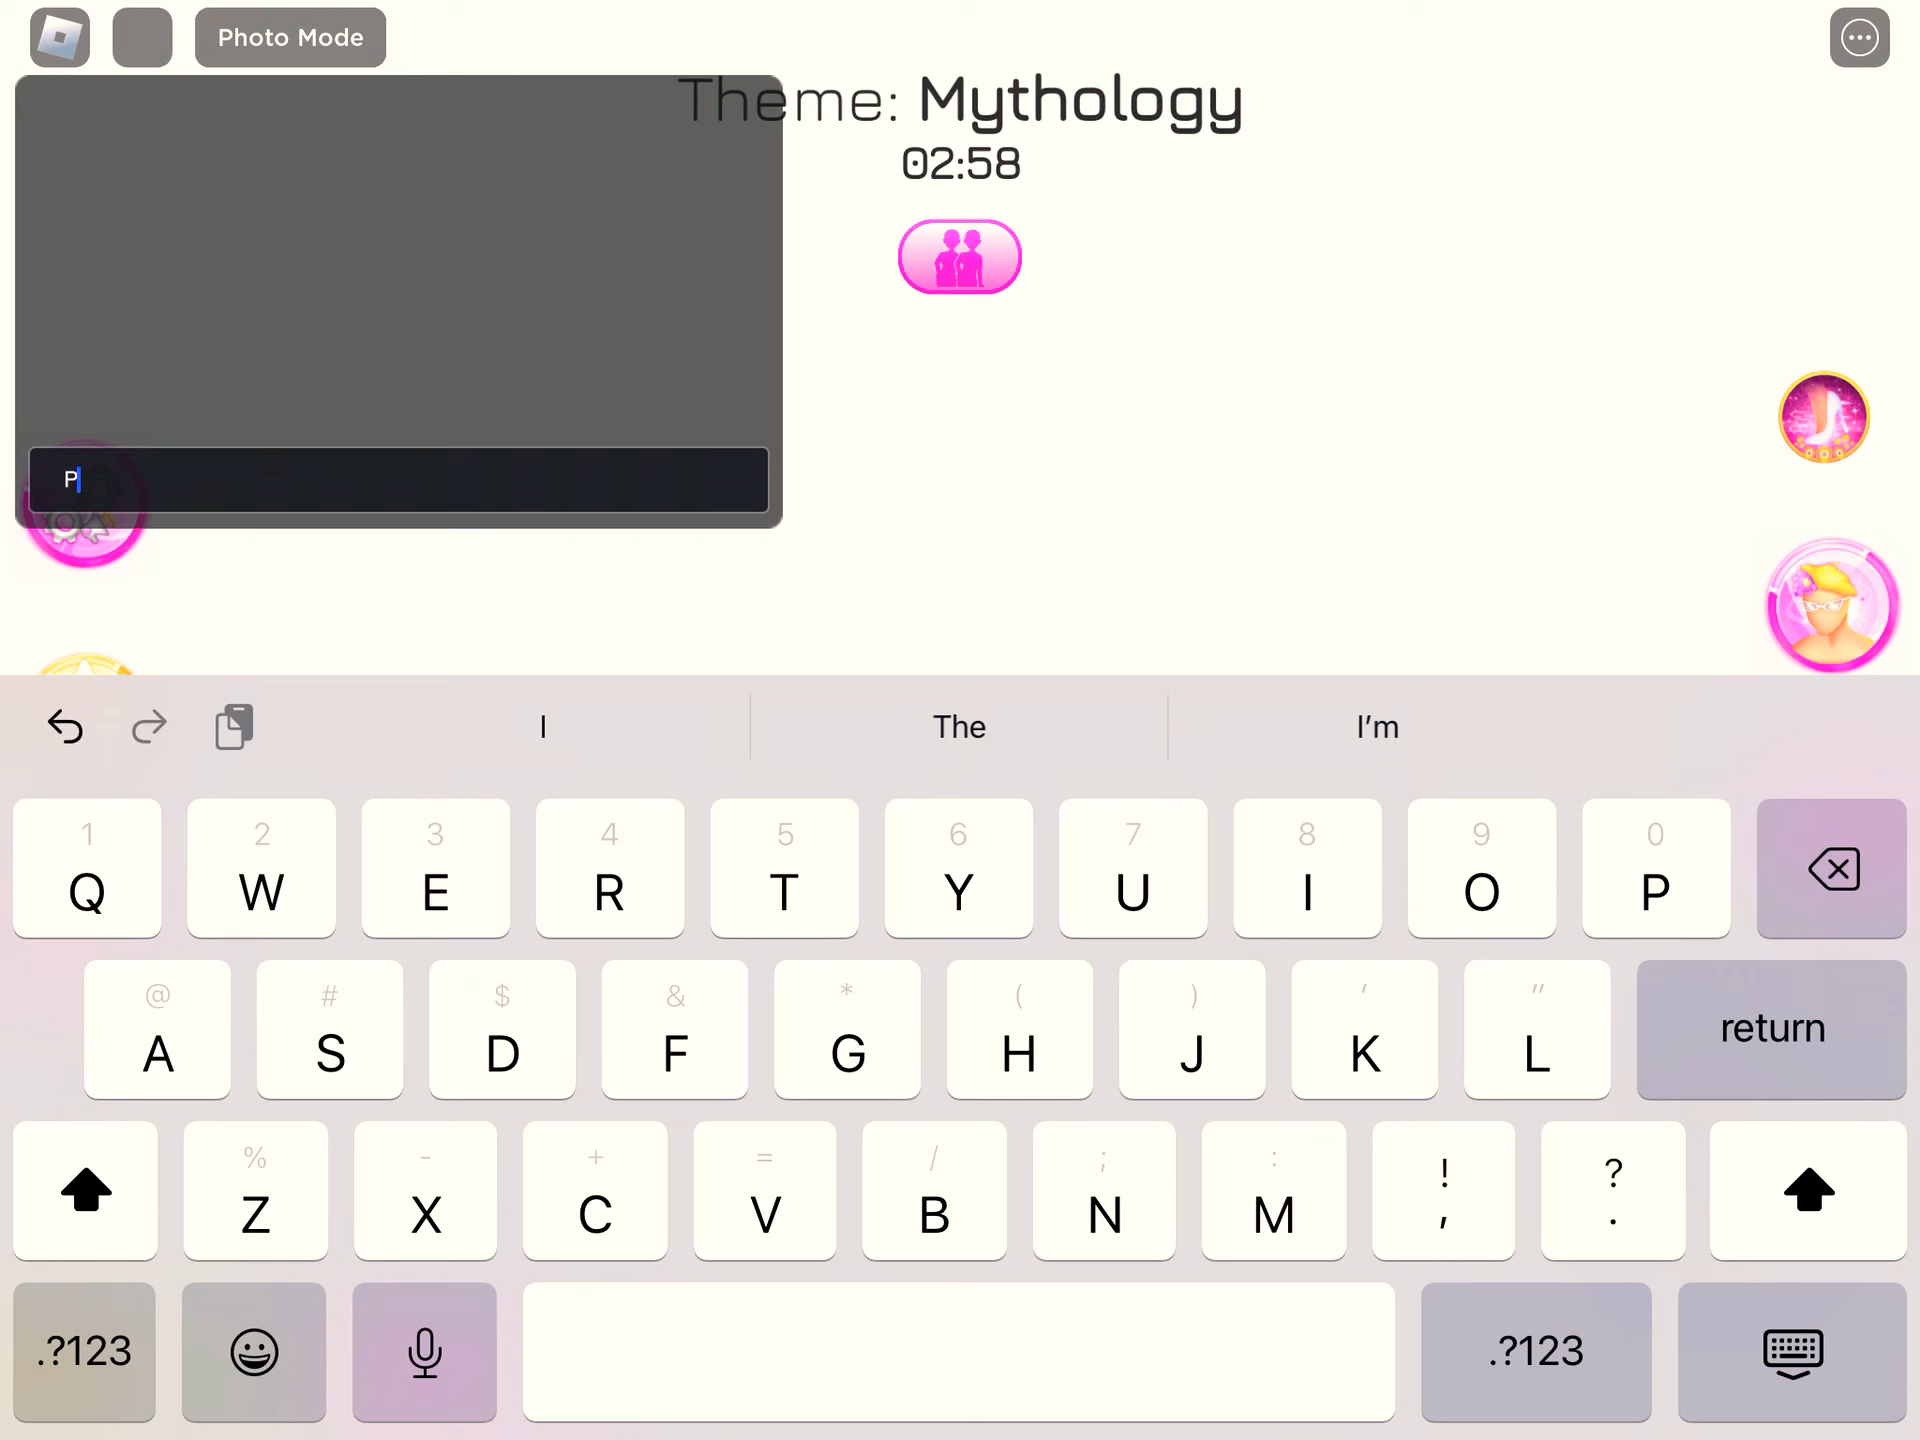 Photo Mode
Theme: Mythology
02:58
P
I The I'm
1 2 3 4 5 6 7 8 9 0
Q W E R T Y U I O P
@ # $ & * ( ) ' "
A S D F G H J K L return
% - + = / ; : ! ?
Z X C V B N M , .
.?123 .?123